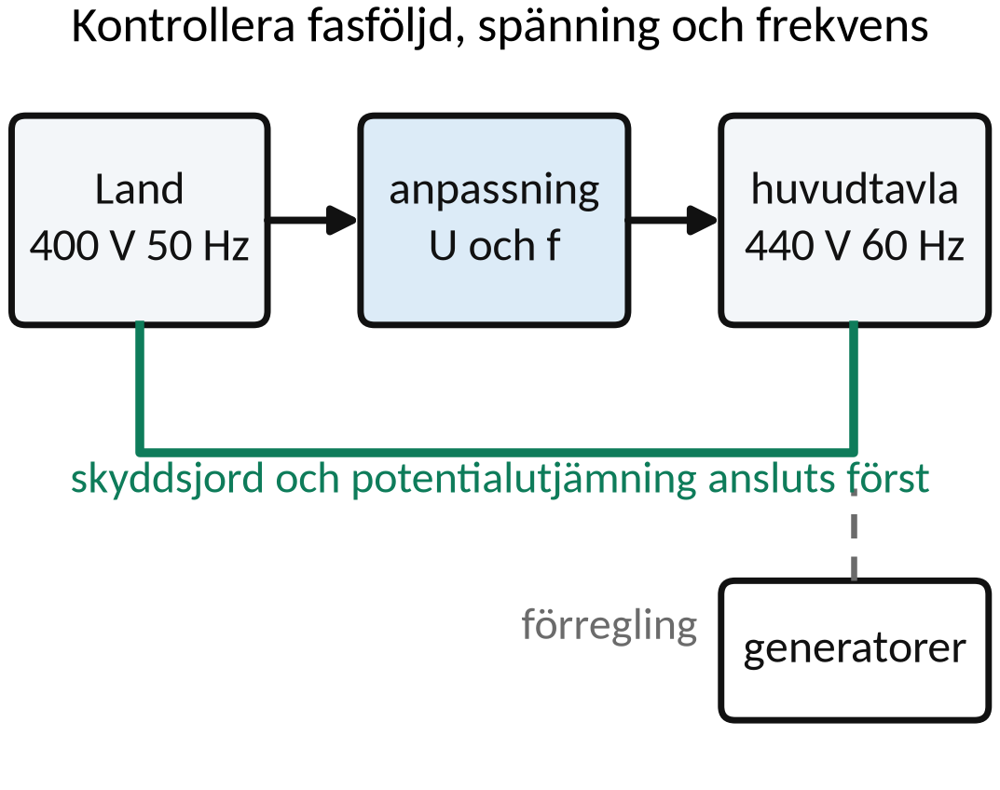 Kontrollera fasföljd, spänning och frekvens
Land
400 V 50 Hz
anpassning
U och f
huvudtavla
440 V 60 Hz
skyddsjord och potentialutjämning ansluts först
förregling
generatorer